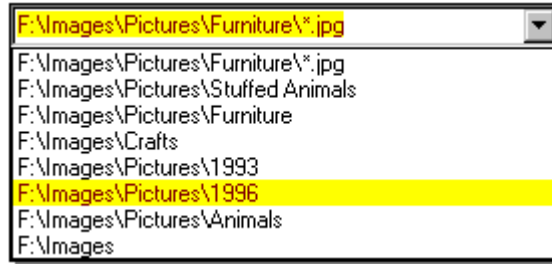 F:\Images\Pictures\Furniture\*.jpg
F:\Images\Pictures\Furniture\*.jpg
F:\Images\Pictures\Stuffed Animals
F:\Images\Pictures\Furniture
F:\Images\Crafts
F:\Images\Pictures\1993
F:\Images\Pictures\1996
F:\Images\Pictures\Animals
F:\Images